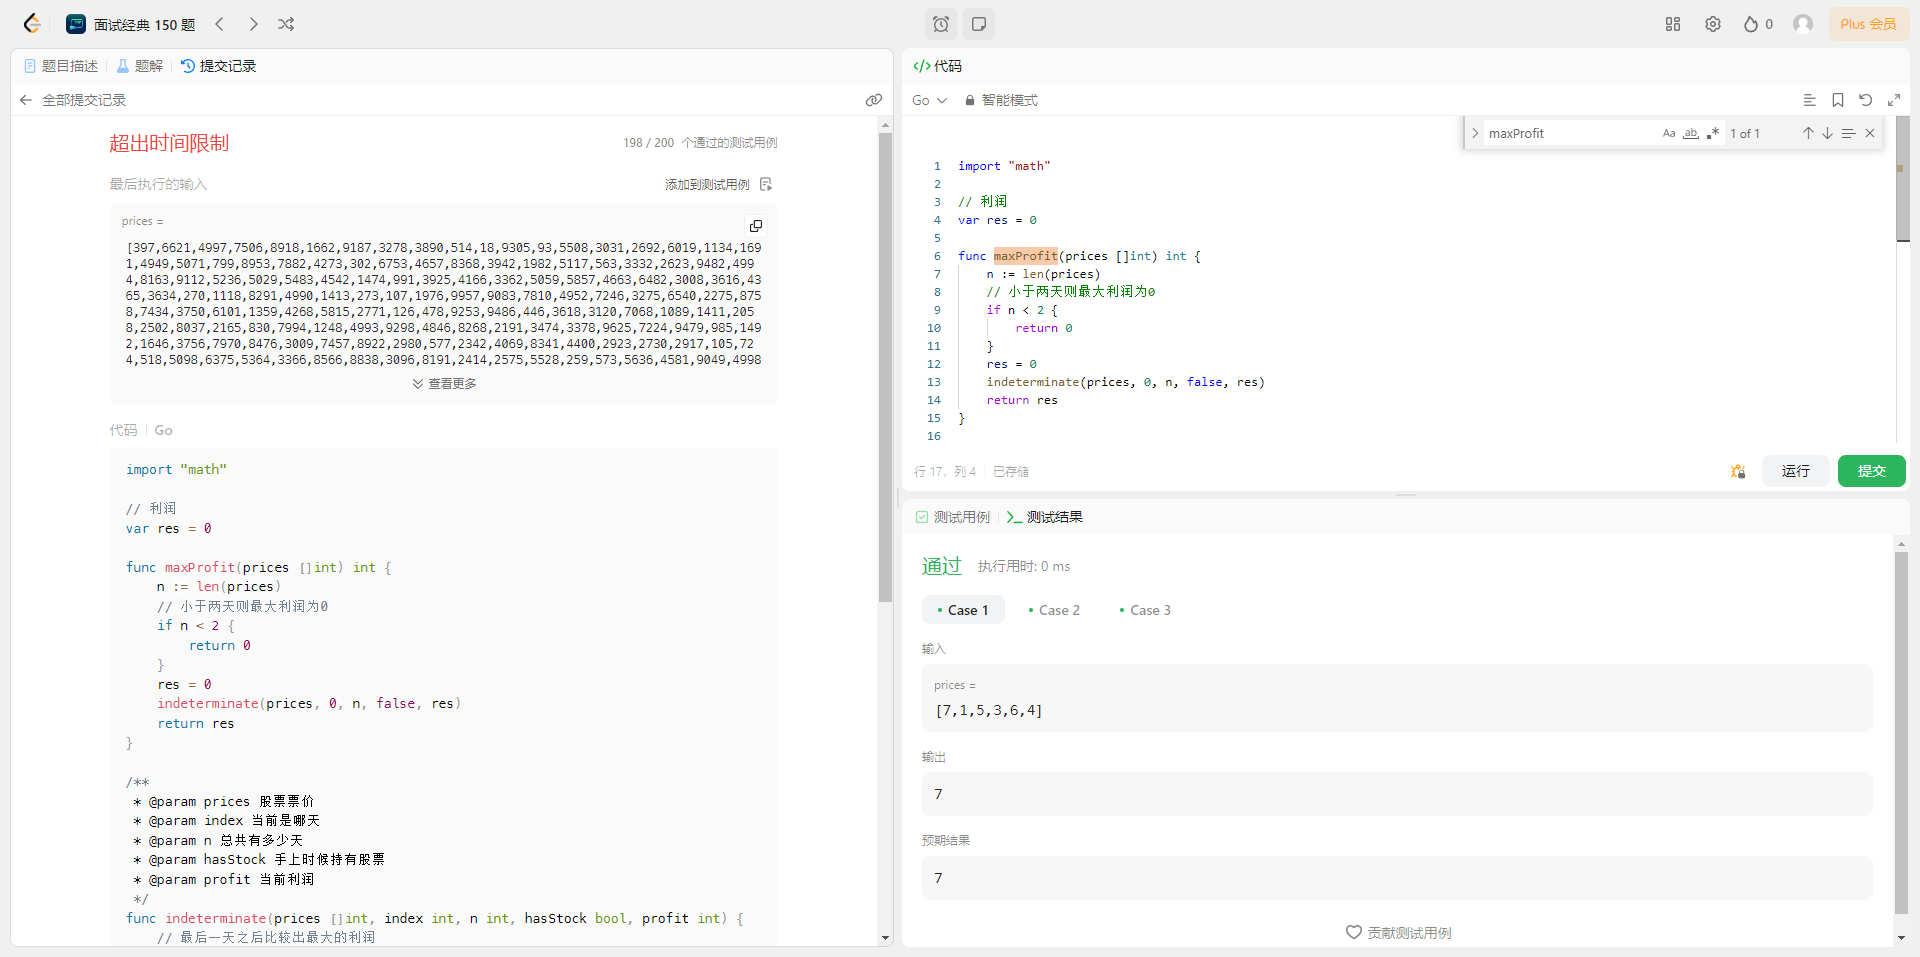 面试经典 150 题
0
Plus 会员
题目描述
题解
提交记录
全部提交记录
超出时间限制
198 / 200 个通过的测试用例
最后执行的输入
添加到测试用例
prices =
[397,6621,4997,7506,8918,1662,9187,3278,3890,514,18,9305,93,5508,3031,2692,6019,1134,169
1,4949,5071,799,8953,7882,4273,302,6753,4657,8368,3942,1982,5117,563,3332,2623,9482,499
4,8163,9112,5236,5029,5483,4542,1474,991,3925,4166,3362,5059,5857,4663,6482,3008,3616,43
65,3634,270,1118,8291,4990,1413,273,107,1976,9957,9083,7810,4952,7246,3275,6540,2275,875
8,7434,3750,6101,1359,4268,5815,2771,126,478,9253,9486,446,3618,3120,7068,1089,1411,205
8,2502,8037,2165,830,7994,1248,4993,9298,4846,8268,2191,3474,3378,9625,7224,9479,985,149
2,1646,3756,7970,8476,3009,7457,8922,2980,577,2342,4069,8341,4400,2923,2730,2917,105,72
4,518,5098,6375,5364,3366,8566,8838,3096,8191,2414,2575,5528,259,573,5636,4581,9049,4998
查看更多
代码
Go
import "math"
// 利润
var res = 0
func maxProfit(prices []int) int {
n := len(prices)
// 小于两天则最大利润为0
if n < 2 {
return 0
}
res = 0
indeterminate(prices, 0, n, false, res)
return res
}
/**
* @param prices 股票票价
* @param index 当前是哪天
* @param n 总共有多少天
* @param hasStock 手上时候持有股票
* @param profit 当前利润
*/
func indeterminate(prices []int, index int, n int, hasStock bool, profit int) {
// 最后一天之后比较出最大的利润
代码
Go
智能模式
maxProfit
Aa
ab
1 of 1
1 import "math"
2
3 // 利润
4 var res = 0
5
6 func maxProfit(prices []int) int {
7 n := len(prices)
8 // 小于两天则最大利润为0
9 if n < 2 {
10 return 0
11 }
12 res = 0
13 indeterminate(prices, 0, n, false, res)
14 return res
15 }
16
行 17，列 4
已存储
运行
提交
测试用例
测试结果
通过
执行用时: 0 ms
Case 1
Case 2
Case 3
输入
prices =
[7,1,5,3,6,4]
输出
7
预期结果
7
贡献测试用例